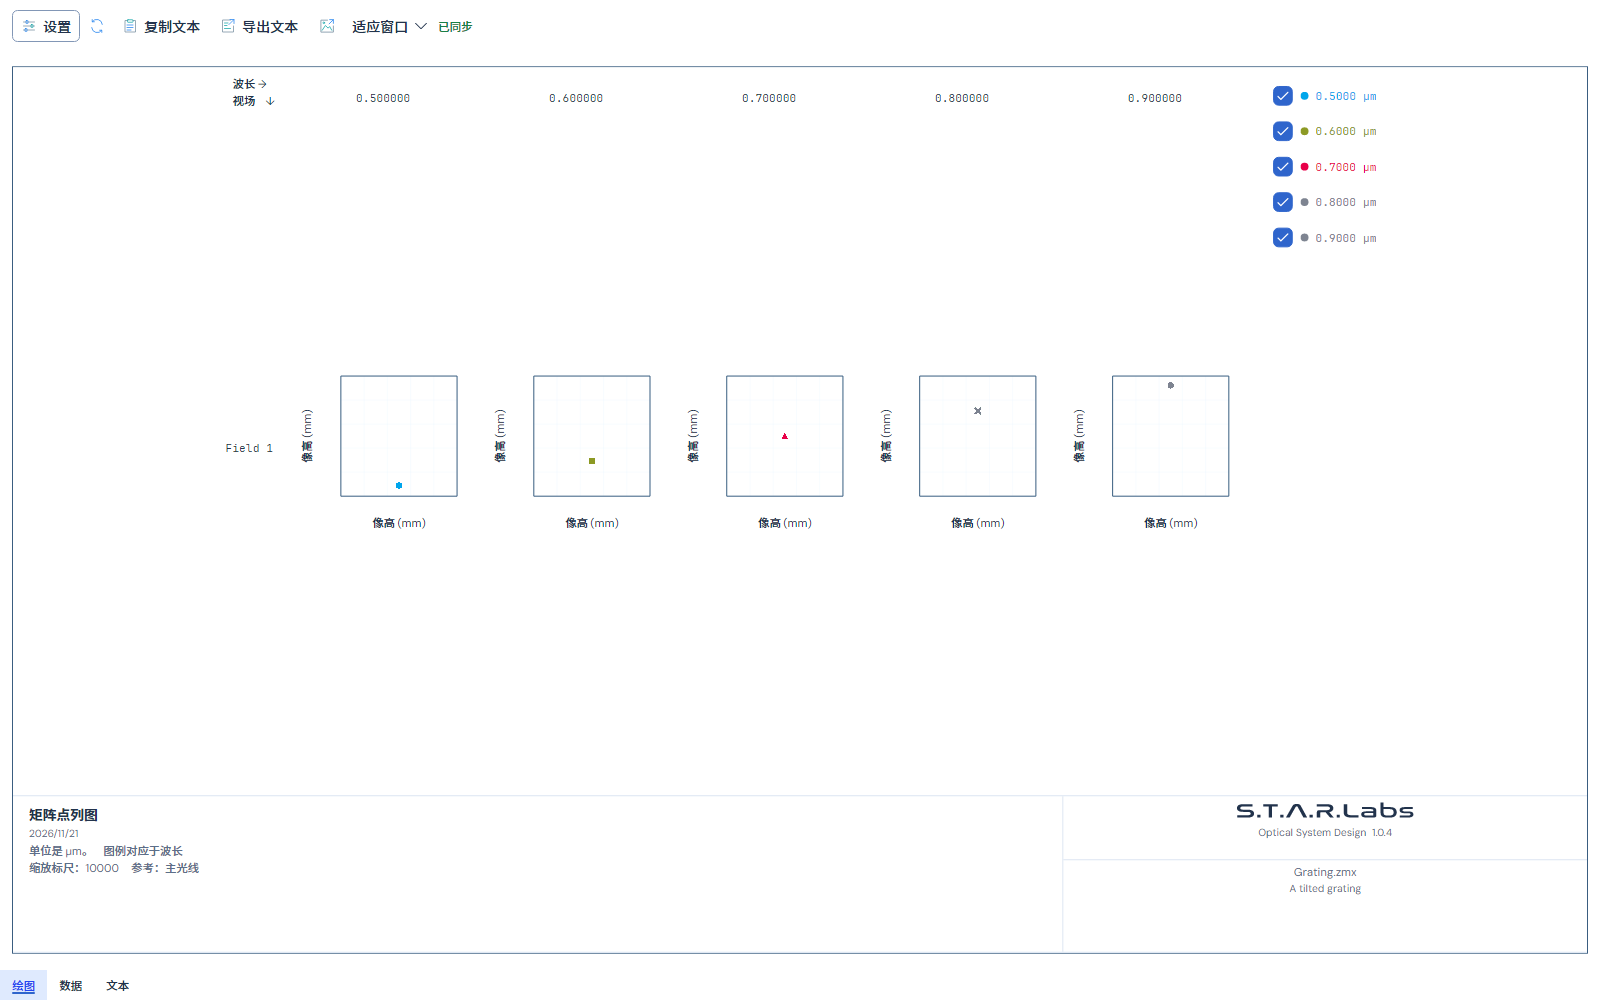 设置 复制文本 导出文本 适应窗口 已同步
波长→
视场 ↓ 0.500000 0.600000 0.700000 0.800000 0.900000
0.5000 μm
0.6000 μm
0.7000 μm
0.8000 μm
0.9000 μm
Field 1
像高 (mm) 像高 (mm) 像高 (mm) 像高 (mm) 像高 (mm)
像高 (mm) 像高 (mm) 像高 (mm) 像高 (mm) 像高 (mm)
矩阵点列图
2026/11/21
单位是 μm。 图例对应于波长
缩放标尺：10000 参考：主光线
S.T.A.R.Labs
Optical System Design 1.0.4
Grating.zmx
A tilted grating
绘图 数据 文本